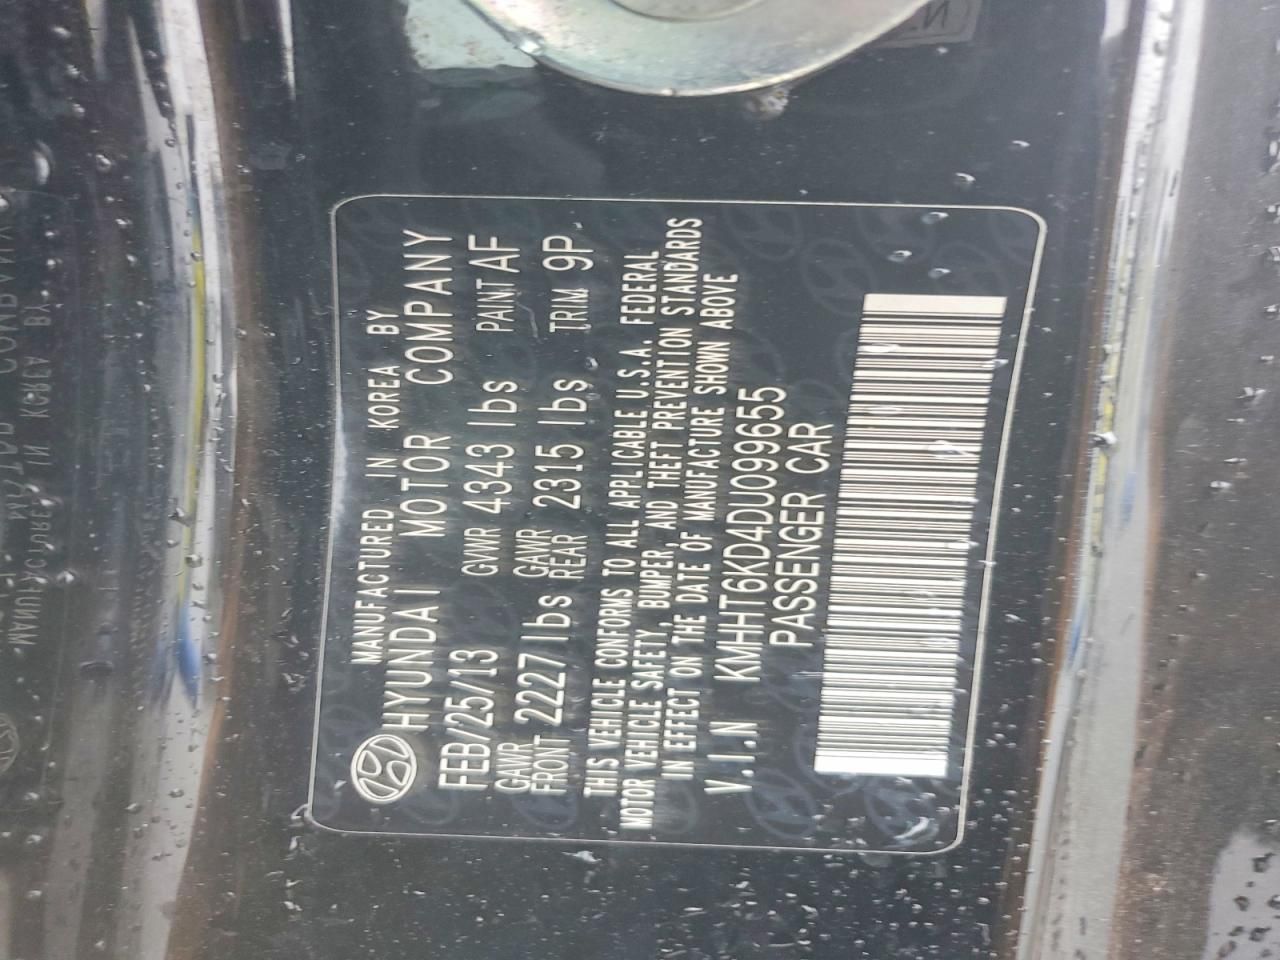 MANUFACTURED IN KOREA BY
HYUNDAI MOTOR COMPANY
FEB/25/13 GVWR 4343 lbs PAINT AF
GAWR FRONT 2227 lbs GAWR REAR 2315 lbs TRIM 9P
THIS VEHICLE CONFORMS TO ALL APPLICABLE U.S.A. FEDERAL
MOTOR VEHICLE SAFETY, BUMPER, AND THEFT PREVENTION STANDARDS
IN EFFECT ON THE DATE OF MANUFACTURE SHOWN ABOVE
V.I.N KMHHT6KD4DU099655
PASSENGER CAR